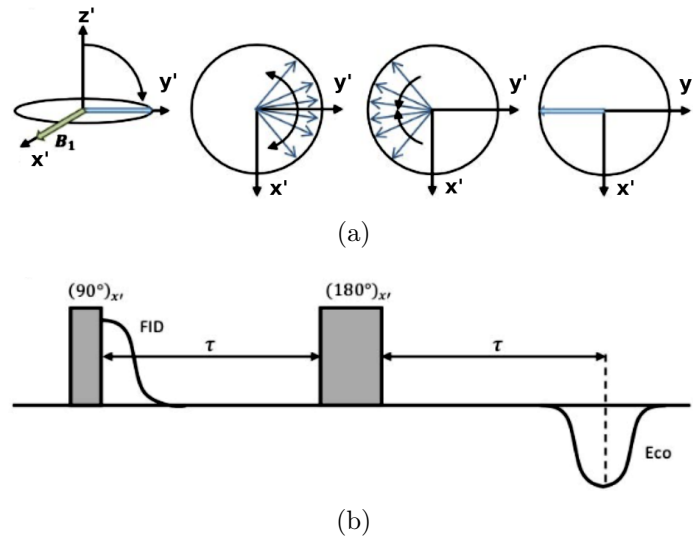 z'
y'
x'
B₁
y'
x'
y'
x'
y
x'
(a)
(90°)ₓ′
(180°)ₓ′
FID
τ
τ
Eco
(b)